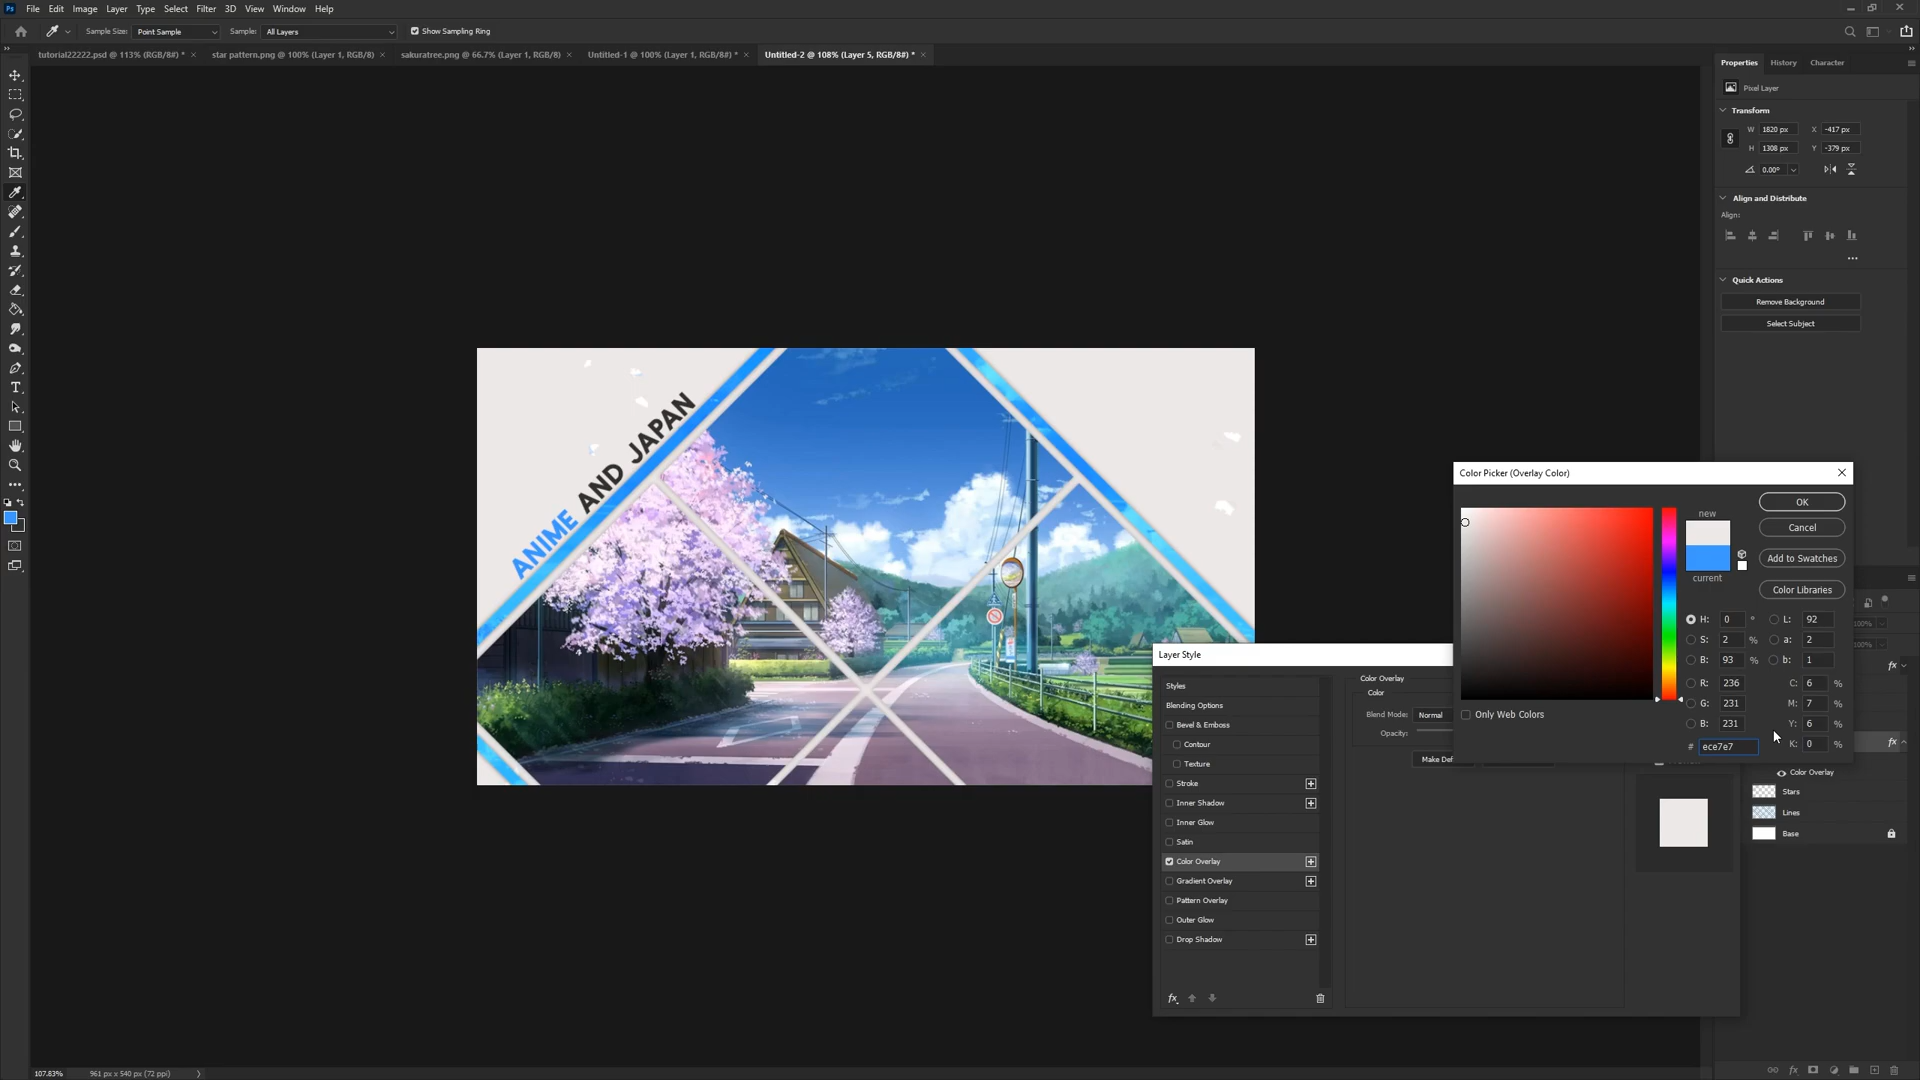 Ps File Edit Image Layer Type Select Filter 3D View Window Help
Sample Size: Point Sample Sample: All Layers Show Sampling Ring
tutorial22222.psd @ 113% (RGB/8#) * × star pattern.png @ 100% (Layer 1, RGB/8) × sakuratree.png @ 66.7% (Layer 1, RGB/8) × Untitled-1 @ 100% (Layer 1, RGB/8#) * × Untitled-2 @ 108% (Layer 5, RGB/8#) * ×
Properties History Character
Pixel Layer
Transform
W 1820 px X -417 px
H 1308 px Y -379 px
0.00°
Align and Distribute
Align:
Quick Actions
Remove Background
Select Subject
ANIME AND JAPAN
Color Picker (Overlay Color)
new
current
OK
Cancel
Add to Swatches
Color Libraries
H: 0 ° L: 92
S: 2 % a: 2
B: 93 % b: 1
R: 236 C: 6 %
G: 231 M: 7 %
B: 231 Y: 6 %
# ece7e7 K: 0 %
Only Web Colors
Layer Style
Styles
Blending Options
Bevel & Emboss
Contour
Texture
Stroke
Inner Shadow
Inner Glow
Satin
Color Overlay
Gradient Overlay
Pattern Overlay
Outer Glow
Drop Shadow
fx
Color Overlay
Color
Blend Mode: Normal
Opacity:
Make Def
100%
100%
fx
fx
Color Overlay
Stars
Lines
Base
107.83% 961 px x 540 px (72 ppi)
fx